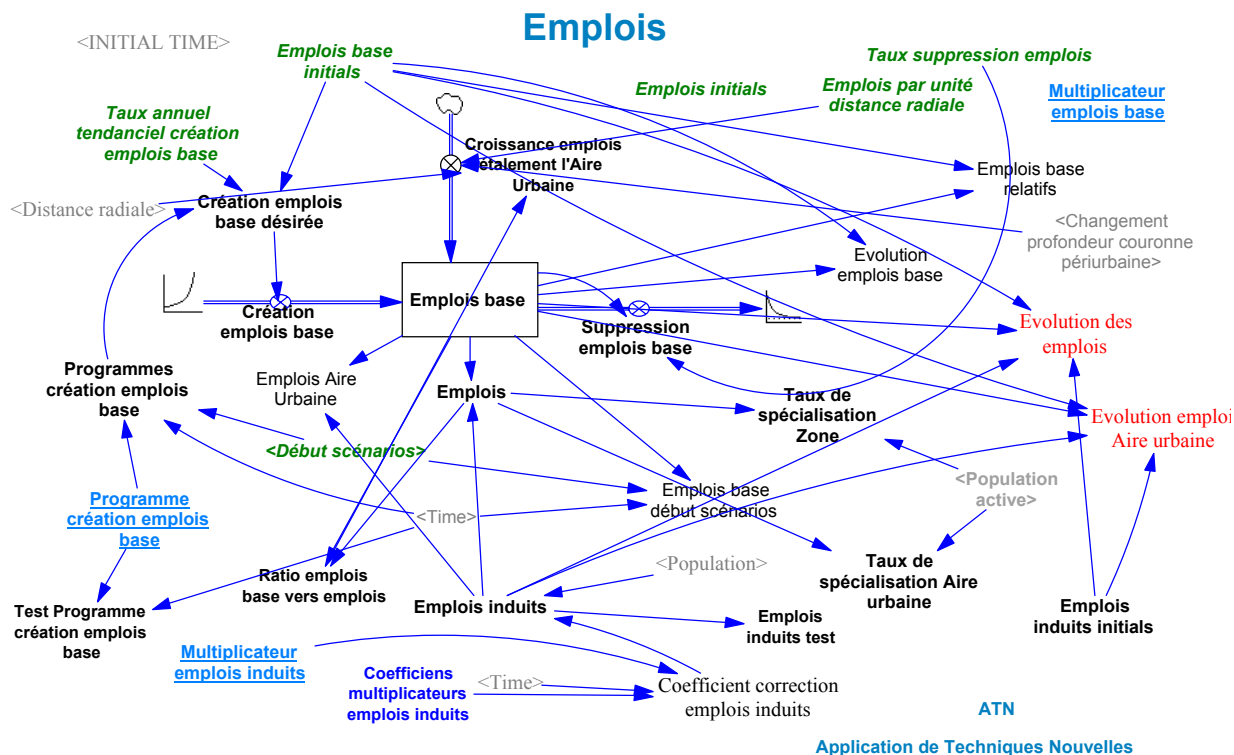 Emplois
<INITIAL TIME>
Emplois base
initials
Taux suppression emplois
Emplois initials
Emplois par unité
distance radiale
Multiplicateur
emplois base
Taux annuel
tendanciel création
emplois base
Croissance emplois
étalement l'Aire
Urbaine
Emplois base
relatifs
<Distance radiale>
Création emplois
base désirée
<Changement
profondeur couronne
périurbaine>
Evolution
emplois base
Emplois base
Création
emplois base
Suppression
emplois base
Evolution des
emplois
Programmes
création emplois
base
Emplois Aire
Urbaine
Emplois
Taux de
spécialisation
Zone
Evolution emploi
Aire urbaine
<Début scénarios>
Emplois base
début scénarios
<Population
active>
Programme
création emplois
base
<Time>
Ratio emplois
base vers emplois
<Population>
Taux de
spécialisation Aire
urbaine
Test Programme
création emplois
base
Emplois induits
Emplois
induits test
Emplois
induits initials
Multiplicateur
emplois induits
Coefficiens
multiplicateurs
emplois induits
<Time>
Coefficient correction
emplois induits
ATN
Application de Techniques Nouvelles